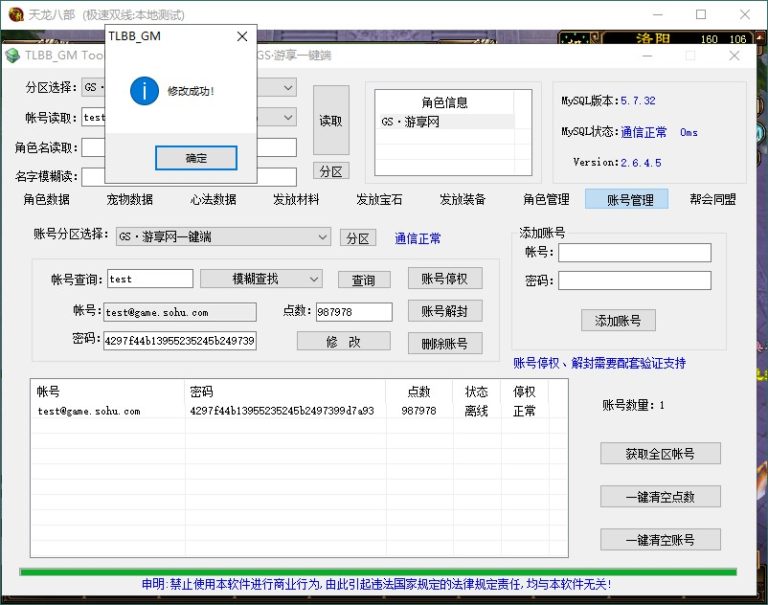 天龙八部 (极速双线:本地测试)
洛阳 160 106
TLBB_GM Too
GS·游享一键端
TLBB_GM
修改成功!
确定
分区选择: GS·
帐号读取: test
角色名读取:
名字模糊读:
读取
分区
角色信息
GS·游享网
MySQL版本: 5.7.32
MySQL状态: 通信正常 0ms
Version: 2.6.4.5
角色数据 宠物数据 心法数据 发放材料 发放宝石 发放装备 角色管理 账号管理 帮会同盟
账号分区选择: GS·游享网一键端 分区 通信正常
帐号查询: test 模糊查找 查询 账号停权
帐号: test@game.sohu.com 点数: 987978 账号解封
密码: 4297f44b13955235245b249739 修 改 删除账号
添加账号
帐号:
密码:
添加账号
账号停权、解封需要配套验证支持
帐号 密码 点数 状态 停权
test@game.sohu.com 4297f44b13955235245b2497399d7a93 987978 离线 正常
账号数量: 1
获取全区帐号
一键清空点数
一键清空账号
申明:禁止使用本软件进行商业行为,由此引起违法国家规定的法律规定责任,均与本软件无关!